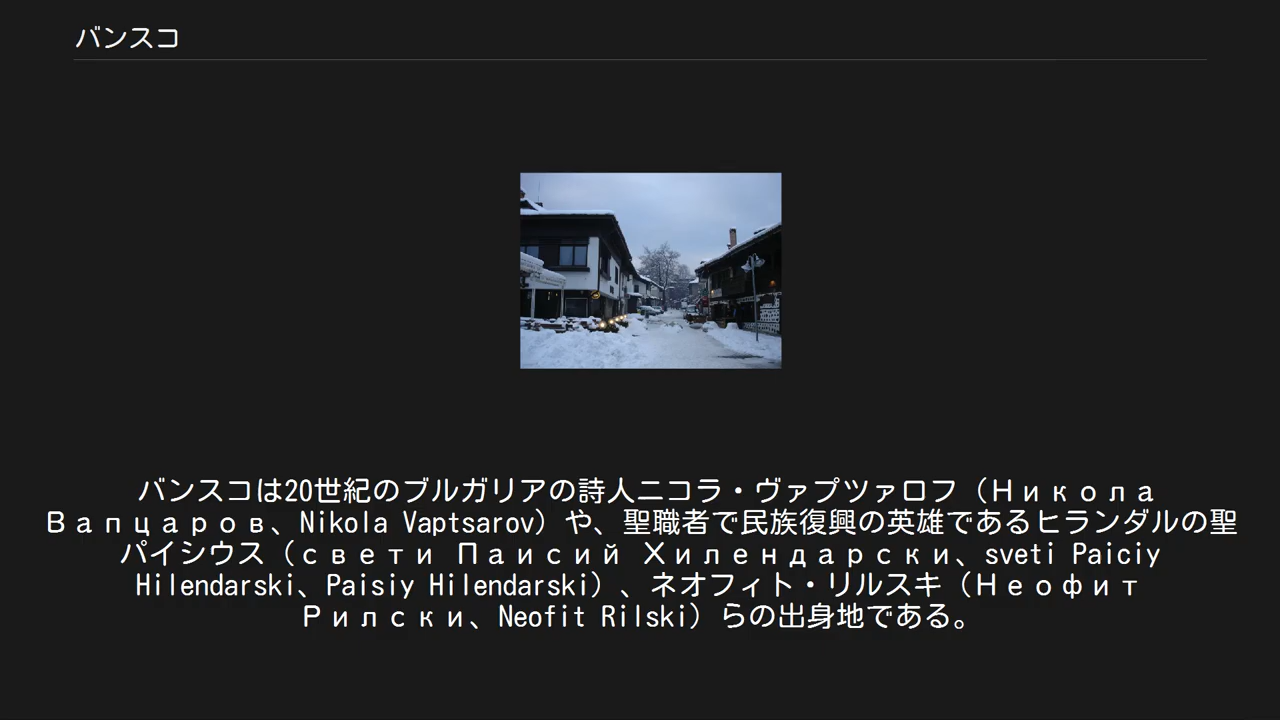 バンスコ
バンスコは20世紀のブルガリアの詩人ニコラ・ヴァプツァロフ（Никола
Вапцаров、Nikola Vaptsarov）や、聖職者で民族復興の英雄であるヒランダルの聖
パイシウス（свети Паисий Хилендарски、sveti Paiciy
Hilendarski、Paisiy Hilendarski）、ネオフィト・リルスキ（Неофит
Рилски、Neofit Rilski）らの出身地である。